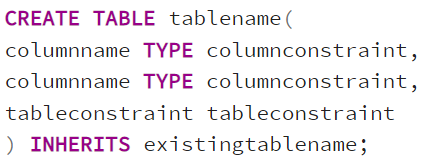 CREATE TABLE tablename(
columnname TYPE columnconstraint,
columnname TYPE columnconstraint,
tableconstraint tableconstraint
) INHERITS existingtablename;